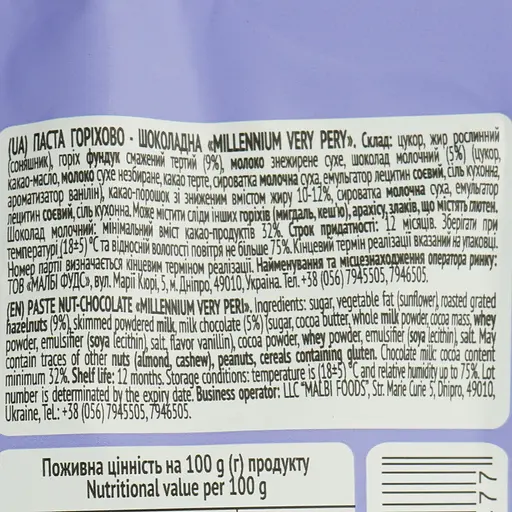 (UA) ПАСТА ГОРІХОВО - ШОКОЛАДНА «MILLENNIUM VERY PERY». Склад: цукор, жир рослинний
(соняшник), горіх фундук смажений тертий (9%), молоко знежирене сухе, шоколад молочний (5%) (цукор,
какао-масло, молоко сухе незбиране, какао терте, сироватка молочна суха, емульгатор лецитин соєвий, сіль кухонна,
ароматизатор ванілін), какао-порошок зі зниженим вмістом жиру 10-12%, сироватка молочна суха, емульгатор
лецитин соєвий, сіль кухонна. Може містити сліди інших горіхів (мигдаль, кеш'ю), арахісу, злаків, що містять глютен.
Шоколад молочний: мінімальний вміст какао-продуктів 32%. Строк придатності: 12 місяців. Зберігати при
температурі (18±5) °С та відносній вологості повітря не більше 75%. Кінцевий термін реалізації вказаний на упаковці.
Номер партії визначається кінцевим терміном реалізації. Найменування та місцезнаходження оператора ринку:
ТОВ «МАЛБІ ФУДС», вул. Марії Кюрі, 5, м. Дніпро, 49010, Україна. Тел. +38 (056) 7945505, 7946505.
(EN) PASTE NUT-CHOCOLATE «MILLENNIUM VERY PERI». Ingredients: sugar, vegetable fat (sunflower), roasted grated
hazelnuts (9%), skimmed powdered milk, milk chocolate (5%) (sugar, cocoa butter, whole milk powder, cocoa mass, whey
powder, emulsifier (soya lecithin), salt, flavor vanillin), cocoa powder, whey powder, emulsifier (soya lecithin), salt. May
contain traces of other nuts (almond, cashew), peanuts, cereals containing gluten. Chocolate milk: cocoa content
minimum 32%. Shelf life: 12 months. Storage conditions: temperature is (18±5) °C and relative humidity up to 75%. Lot
number is determined by the expiry date. Business operator: LLC "MALBI FOODS", Str. Marie Curie 5, Dnipro, 49010,
Ukraine, Tel.: +38 (056) 7945505, 7946505.
Поживна цінність на 100 g (г) продукту
Nutritional value per 100 g
77